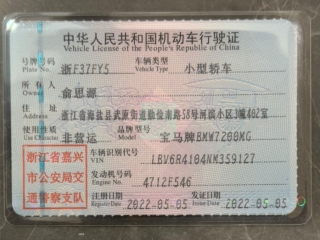 中华人民共和国机动车行驶证
Vehicle License of the People's Republic of China
号牌号码 浙F37FY5 车辆类型 小型轿车
Plate No. Vehicle Type
所有人 俞思源
住址 浙江省海盐县武原街道勤俭南路58号河滨小区3幢402室
使用性质 非营运 品牌型号 宝马牌BMW7200MG
浙江省嘉兴
市公安局交
通警察支队
车辆识别代号 LBV6R4104NM359127
VIN
发动机号码 4712F546
Engine No.
注册日期 2022-05-05 发证日期 2022-05-05
Register Date Issue Date